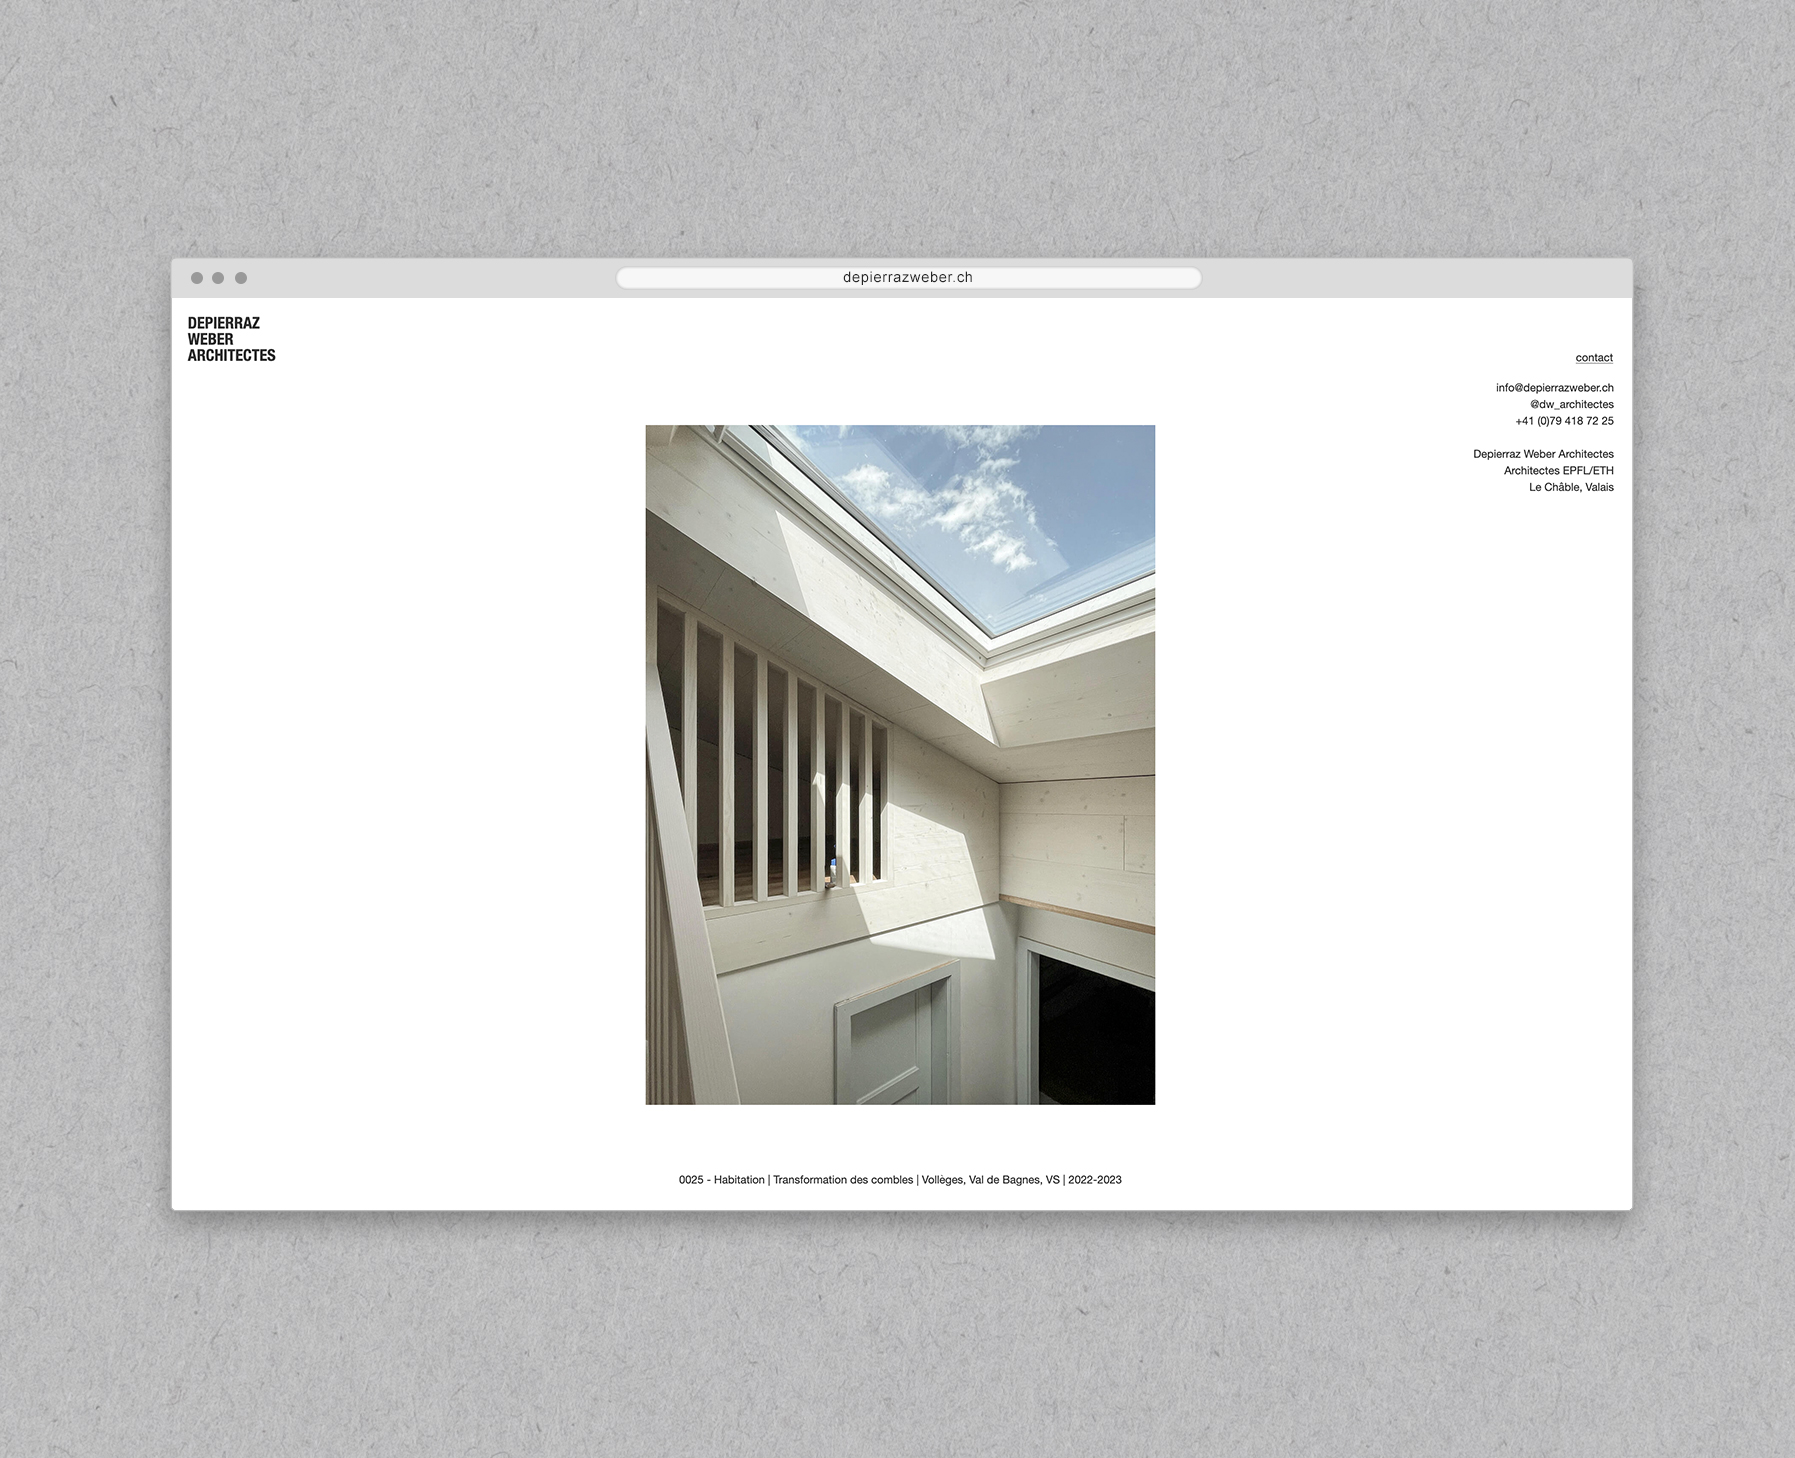 depierrazweber.ch
DEPIERRAZ
WEBER
ARCHITECTES
contact
info@depierrazweber.ch
@dw_architectes
+41 (0)79 418 72 25
Depierraz Weber Architectes
Architectes EPFL/ETH
Le Châble, Valais
0025 - Habitation | Transformation des combles | Vollèges, Val de Bagnes, VS | 2022-2023